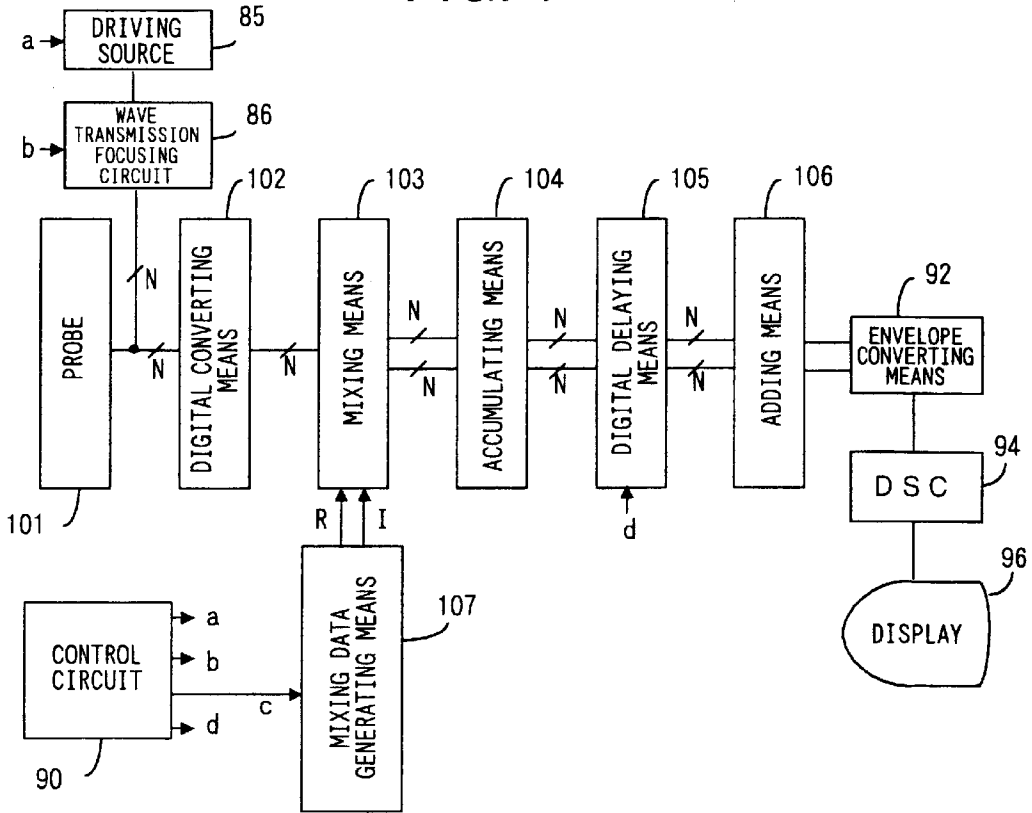 85
a
DRIVING
SOURCE
86
b
WAVE
TRANSMISSION
FOCUSING
CIRCUIT
102
103
104
105
106
N
92
PROBE
N
DIGITAL CONVERTING
MEANS
N
MIXING MEANS
N
N
ACCUMULATING MEANS
N
N
DIGITAL DELAYING
MEANS
N
N
ADDING MEANS
ENVELOPE
CONVERTING
MEANS
94
DSC
101
R
I
d
96
DISPLAY
107
CONTROL
CIRCUIT
a
b
c
d
MIXING DATA
GENERATING MEANS
90